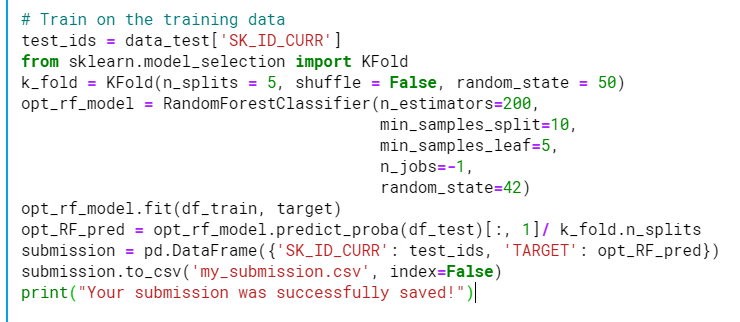 # Train on the training data
test_ids = data_test['SK_ID_CURR']
from sklearn.model_selection import KFold
k_fold = KFold(n_splits = 5, shuffle = False, random_state = 50)
opt_rf_model = RandomForestClassifier(n_estimators=200,
min_samples_split=10,
min_samples_leaf=5,
n_jobs=-1,
random_state=42)
opt_rf_model.fit(df_train, target)
opt_RF_pred = opt_rf_model.predict_proba(df_test)[:, 1]/ k_fold.n_splits
submission = pd.DataFrame({'SK_ID_CURR': test_ids, 'TARGET': opt_RF_pred})
submission.to_csv('my_submission.csv', index=False)
print("Your submission was successfully saved!")